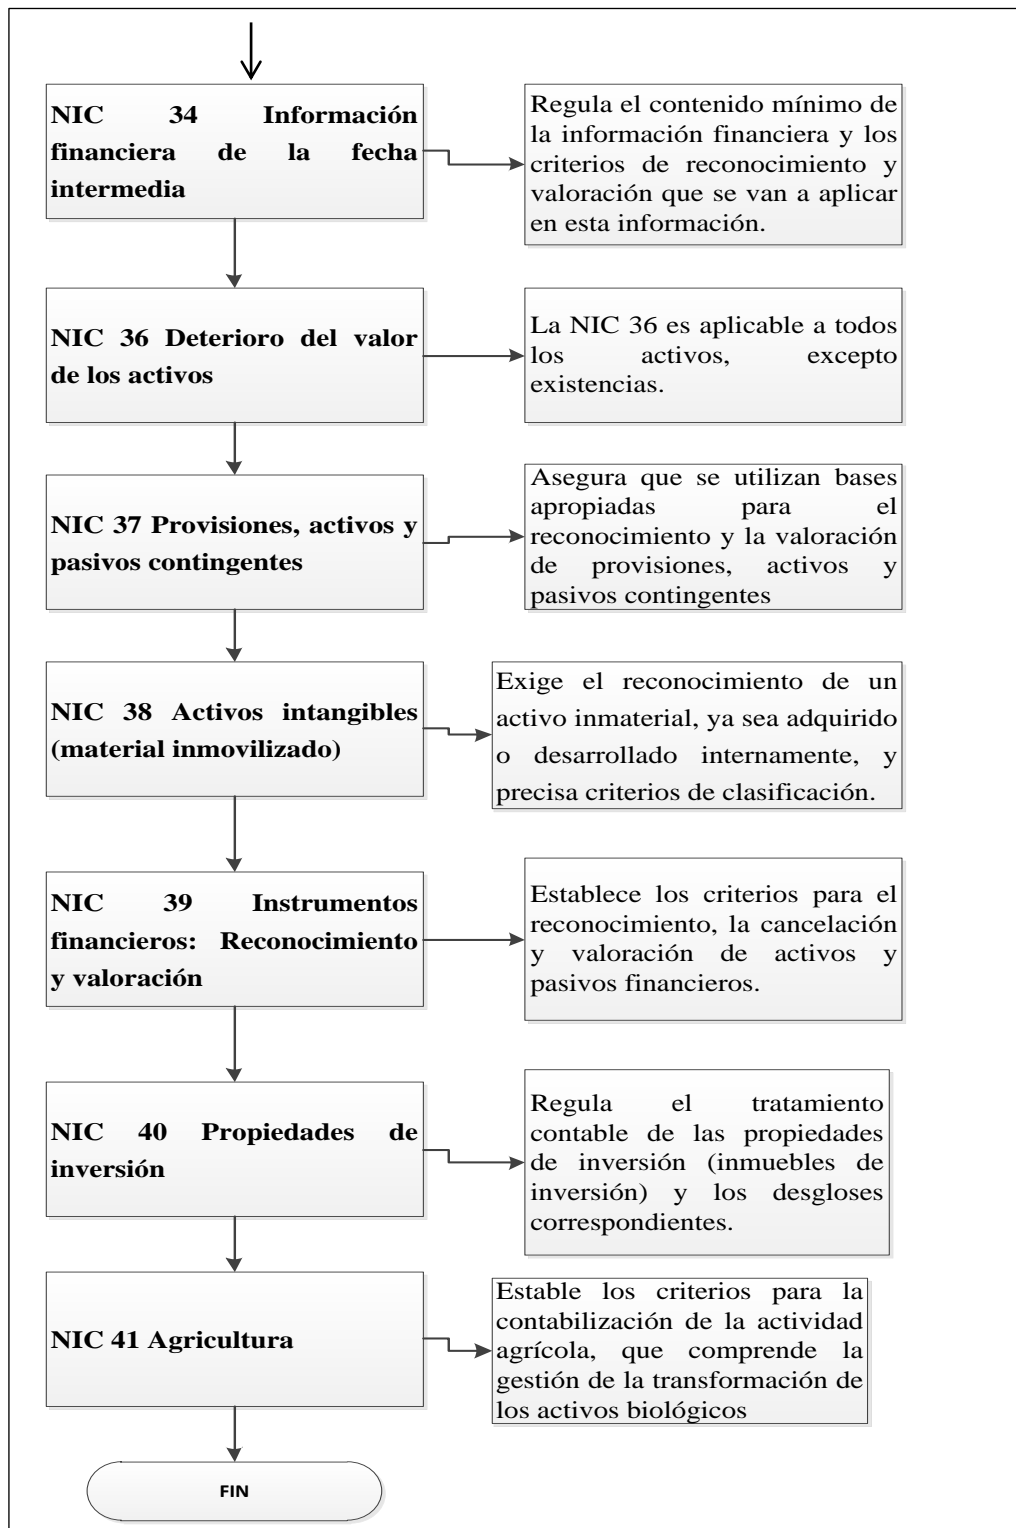 NIC 34 Información
financiera de la fecha
intermedia
Regula el contenido mínimo de
la información financiera y los
criterios de reconocimiento y
valoración que se van a aplicar
en esta información.
NIC 36 Deterioro del valor
de los activos
La NIC 36 es aplicable a todos
los activos, excepto
existencias.
NIC 37 Provisiones, activos y
pasivos contingentes
Asegura que se utilizan bases
apropiadas para el
reconocimiento y la valoración
de provisiones, activos y
pasivos contingentes
NIC 38 Activos intangibles
(material inmovilizado)
Exige el reconocimiento de un
activo inmaterial, ya sea adquirido
o desarrollado internamente, y
precisa criterios de clasificación.
NIC 39 Instrumentos
financieros: Reconocimiento
y valoración
Establece los criterios para el
reconocimiento, la cancelación
y valoración de activos y
pasivos financieros.
NIC 40 Propiedades de
inversión
Regula el tratamiento
contable de las propiedades
de inversión (inmuebles de
inversión) y los desgloses
correspondientes.
NIC 41 Agricultura
Estable los criterios para la
contabilización de la actividad
agrícola, que comprende la
gestión de la transformación de
los activos biológicos
FIN